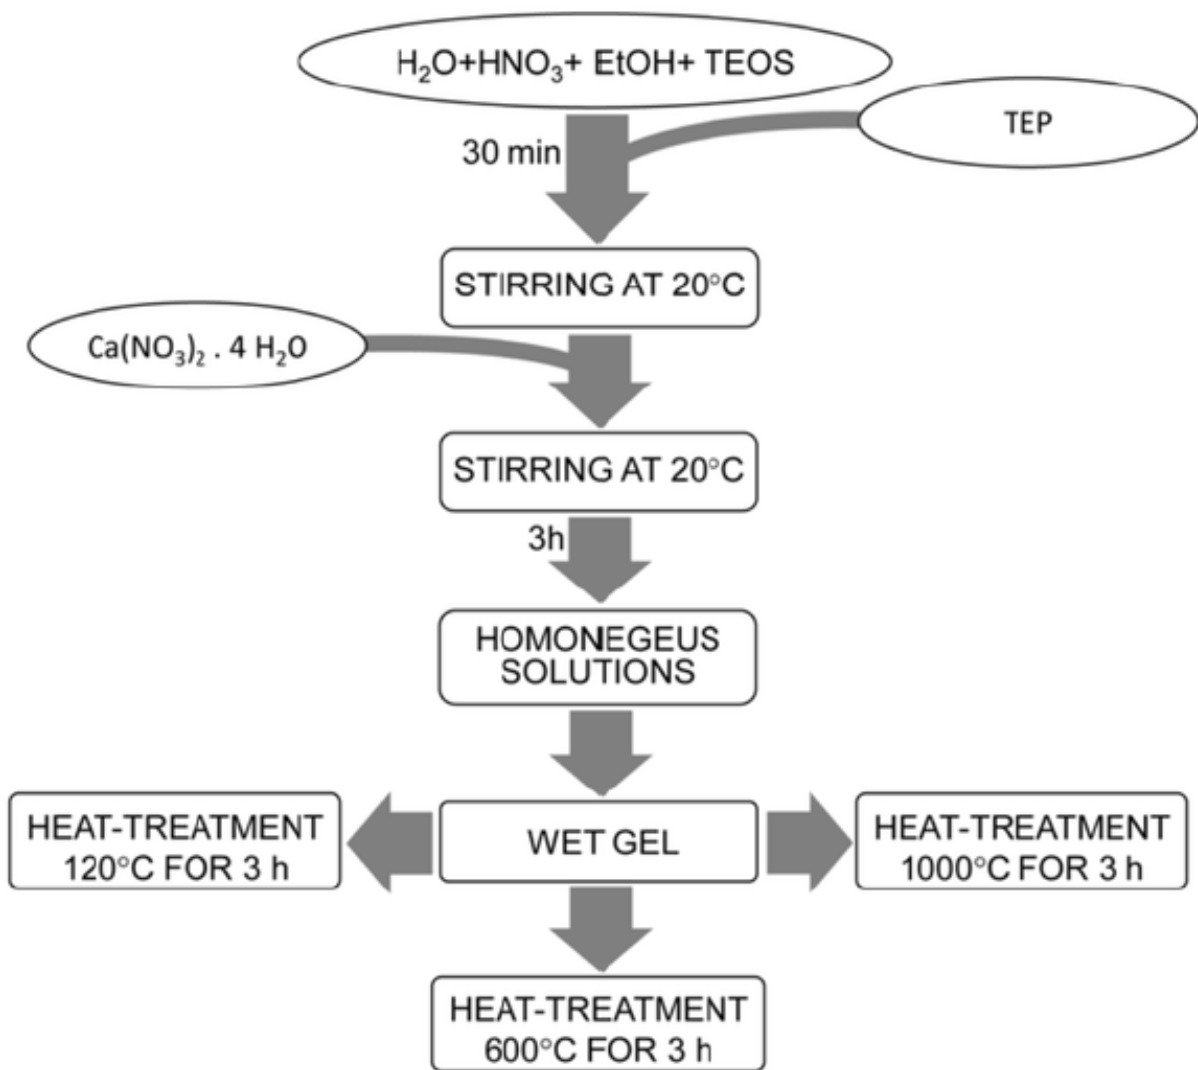 H₂O+HNO₃+ EtOH+ TEOS
TEP
30 min
STIRRING AT 20°C
Ca(NO₃)₂ . 4 H₂O
STIRRING AT 20°C
3h
HOMONEGEUS
SOLUTIONS
HEAT-TREATMENT
120°C FOR 3 h
WET GEL
HEAT-TREATMENT
1000°C FOR 3 h
HEAT-TREATMENT
600°C FOR 3 h